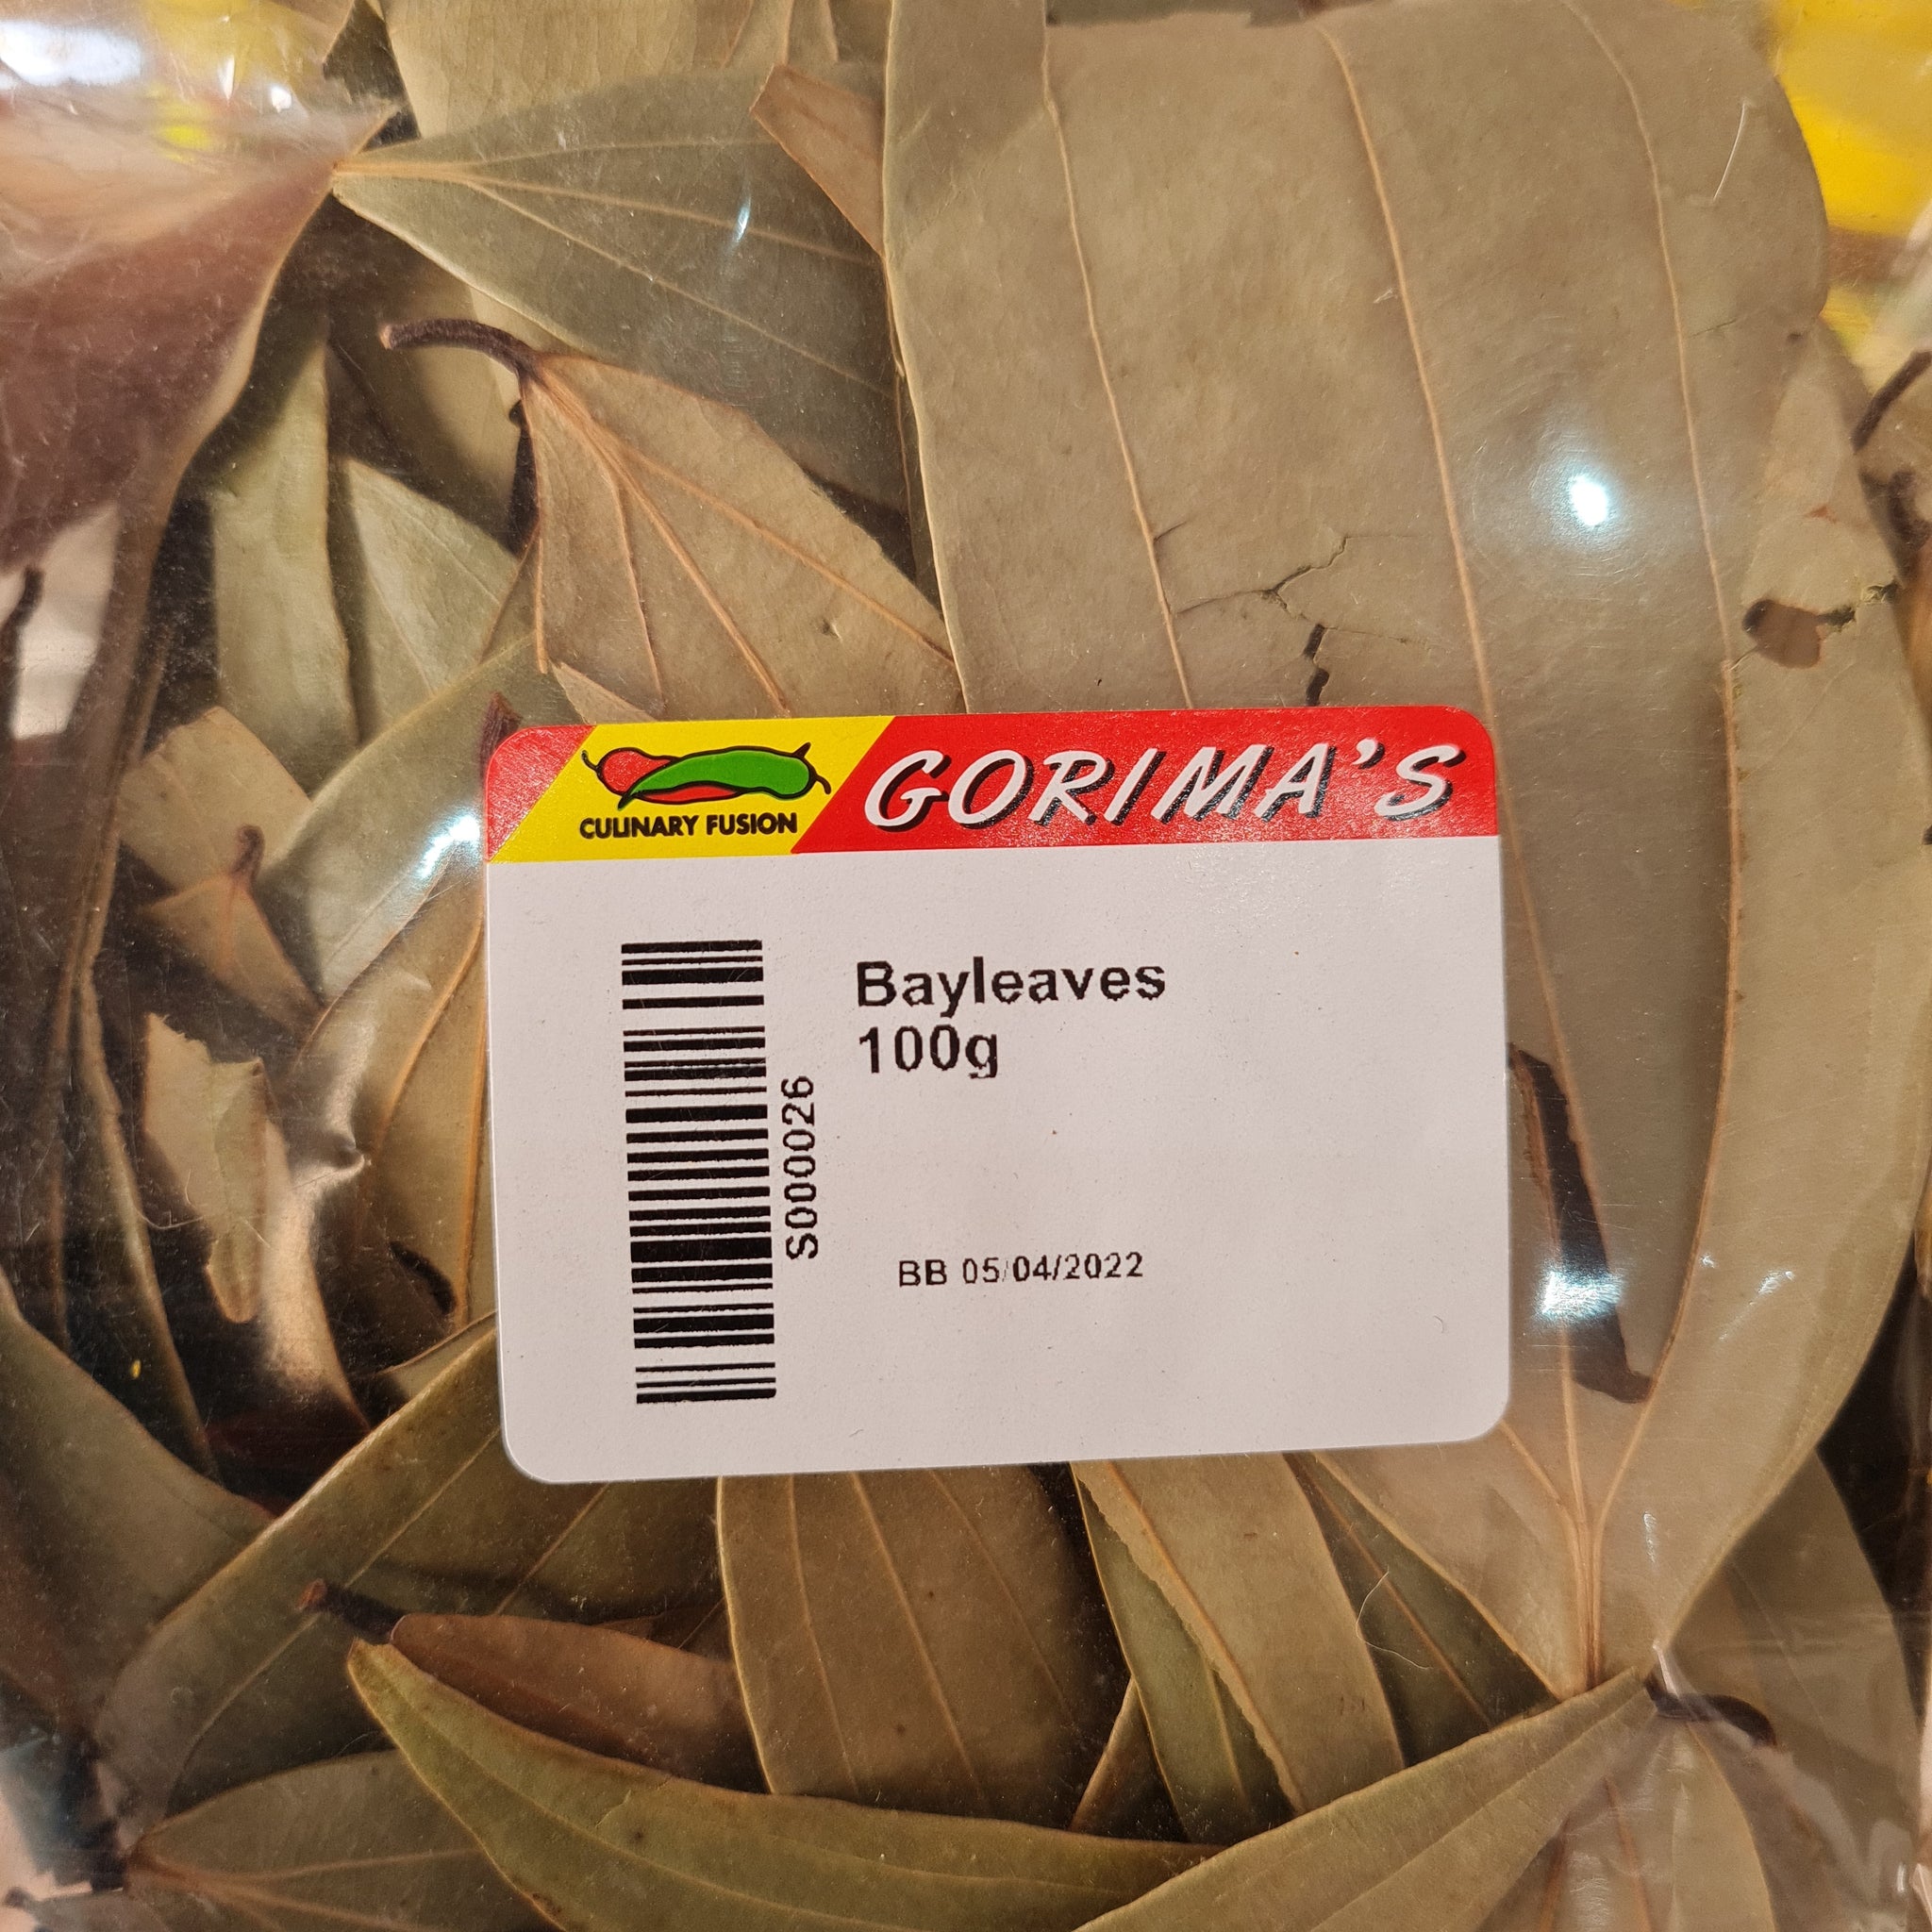 CULINARY FUSION
GORIMA'S
Bayleaves
100g
S000026
BB 05/04/2022